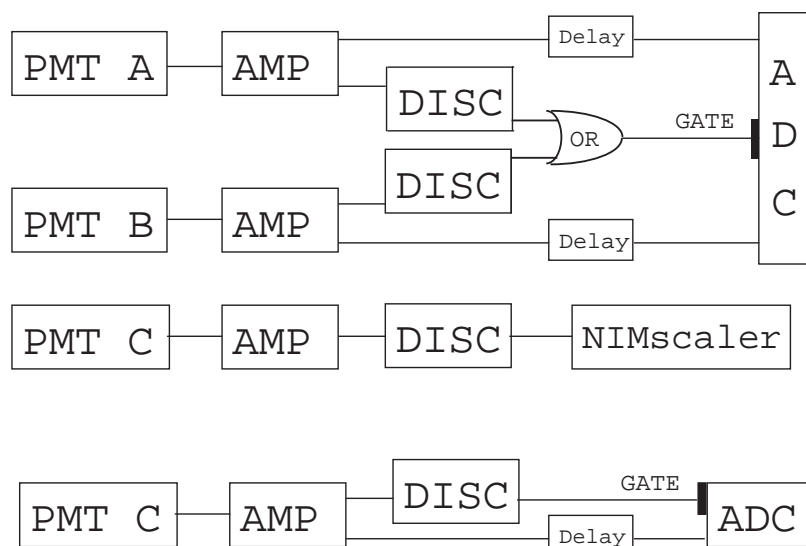 Delay
PMT A AMP
DISC
A
D
C
OR
GATE
DISC
PMT B AMP
Delay
PMT C AMP DISC NIMscaler
DISC
GATE
PMT C AMP
ADC
Delay